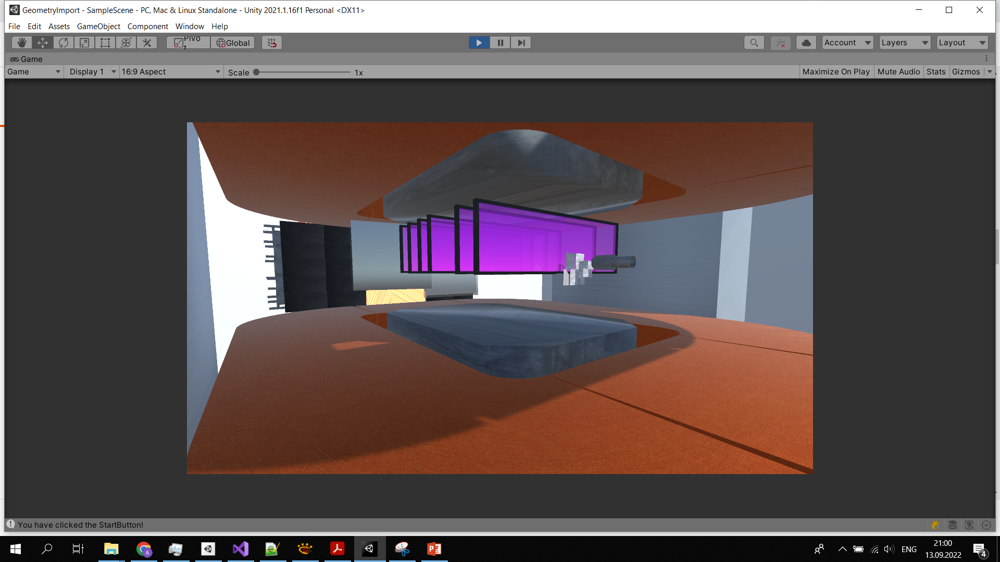 GeometryImport - SampleScene - PC, Mac & Linux Standalone - Unity 2021.1.16f1 Personal <DX11>
File Edit Assets GameObject Component Window Help
Pivo
t
Global
Account
Layers
Layout
Game
Game
Display 1
16:9 Aspect
Scale
1x
Maximize On Play
Mute Audio
Stats
Gizmos
You have clicked the StartButton!
A
ENG
21:00
13.09.2022
4